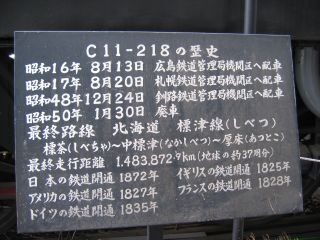 C11-218の歴史
昭和16年 8月13日 広島鉄道管理局機関区へ配車
昭和17年 8月20日 札幌鉄道管理局機関区へ配車
昭和48年12月24日 釧路鉄道管理局機関区へ配車
昭和50年 1月30日 廃車
最終路線 北海道 標津線(しべつ)
標茶(しべちゃ)〜中標津(なかしべつ)〜厚床(あつとこ)
最終走行距離 1.483,872.9km(地球の約37周分)
日本の鉄道開通 1872年 イギリスの鉄道開通 1825年
アメリカの鉄道開通 1827年 フランスの鉄道開通 1828年
ドイツの鉄道開通 1835年